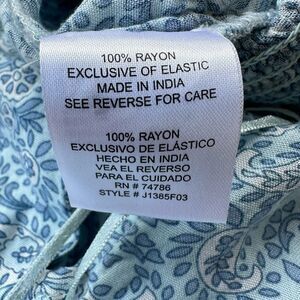 100% RAYON
EXCLUSIVE OF ELASTIC
MADE IN INDIA
SEE REVERSE FOR CARE
100% RAYON
EXCLUSIVO DE ELÁSTICO
HECHO EN INDIA
VEA EL REVERSO
PARA EL CUIDADO
RN # 74786
STYLE # J1385F03